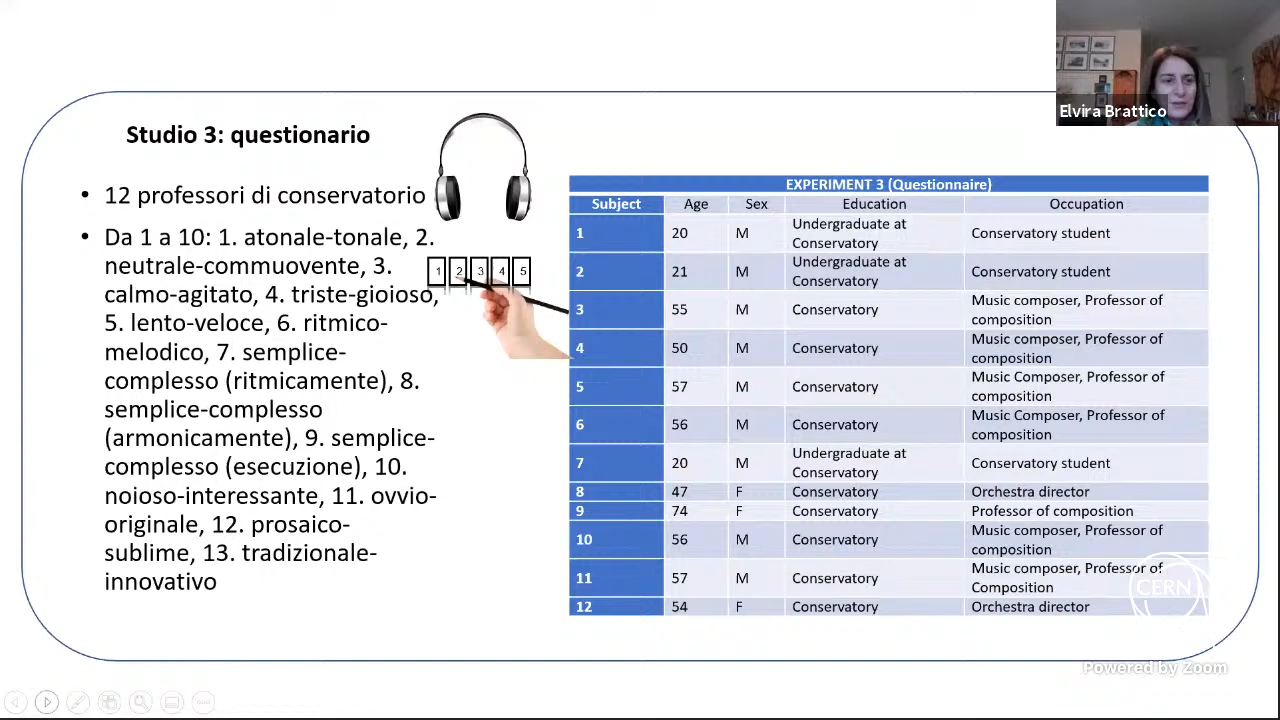 Elvira Brattico
Studio 3: questionario
• 12 professori di conservatorio
• Da 1 a 10: 1. atonale-tonale, 2.
neutrale-commuovente, 3.
calmo-agitato, 4. triste-gioioso,
5. lento-veloce, 6. ritmico-
melodico, 7. semplice-
complesso (ritmicamente), 8.
semplice-complesso
(armonicamente), 9. semplice-
complesso (esecuzione), 10.
noioso-interessante, 11. ovvio-
originale, 12. prosaico-
sublime, 13. tradizionale-
innovativo
1 2 3 4 5
EXPERIMENT 3 (Questionnaire)
Subject Age Sex Education Occupation
1 20 M Undergraduate at Conservatory Conservatory student
2 21 M Undergraduate at Conservatory Conservatory student
3 55 M Conservatory Music composer, Professor of composition
4 50 M Conservatory Music composer, Professor of composition
5 57 M Conservatory Music Composer, Professor of composition
6 56 M Conservatory Music Composer, Professor of composition
7 20 M Undergraduate at Conservatory Conservatory student
8 47 F Conservatory Orchestra director
9 74 F Conservatory Professor of composition
10 56 M Conservatory Music composer, Professor of composition
11 57 M Conservatory Music composer, Professor of Composition
12 54 F Conservatory Orchestra director
CERN
Powered by Zoom